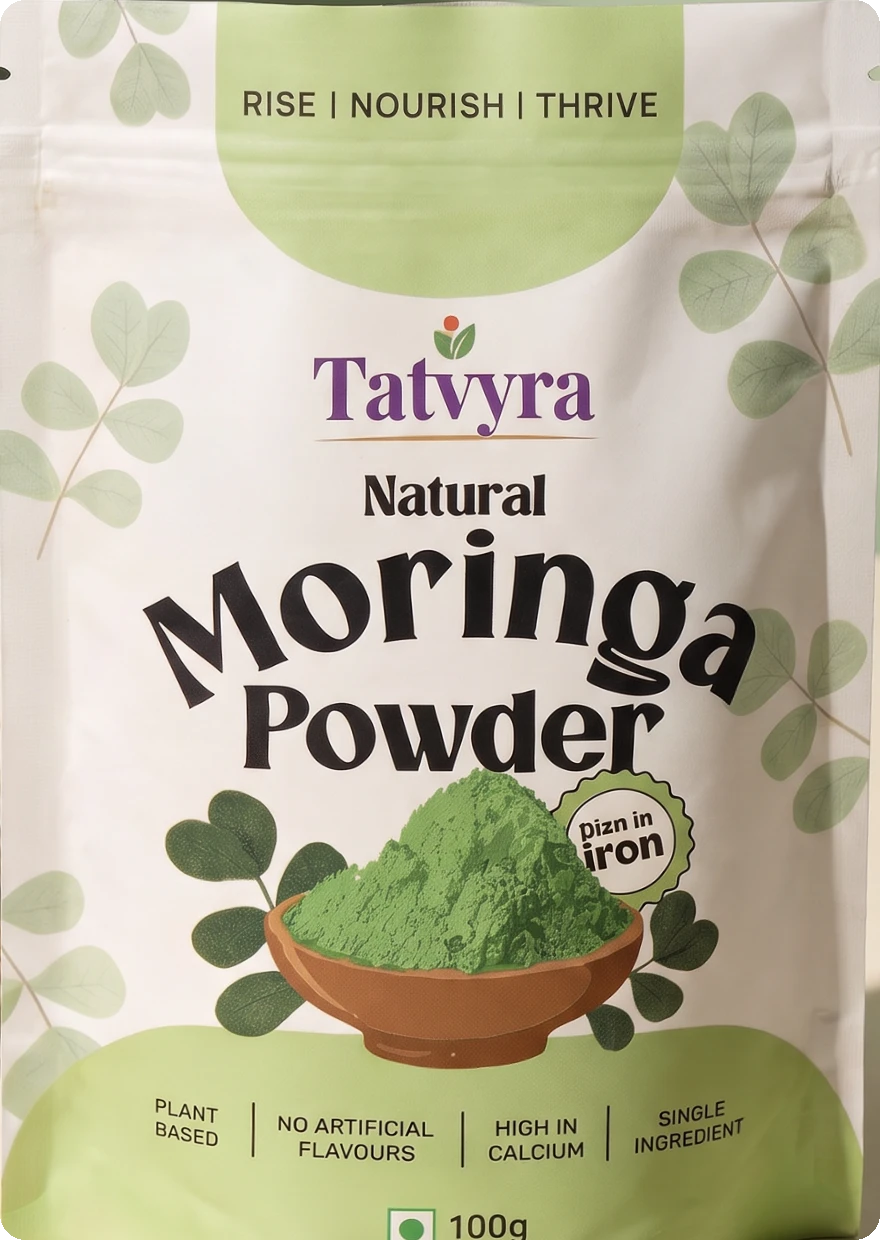 RISE | NOURISH | THRIVE
Tatvyra
Natural
Moringa
Powder
pizn in
iron
PLANT
BASED
NO ARTIFICIAL
FLAVOURS
HIGH IN
CALCIUM
SINGLE
INGREDIENT
100g